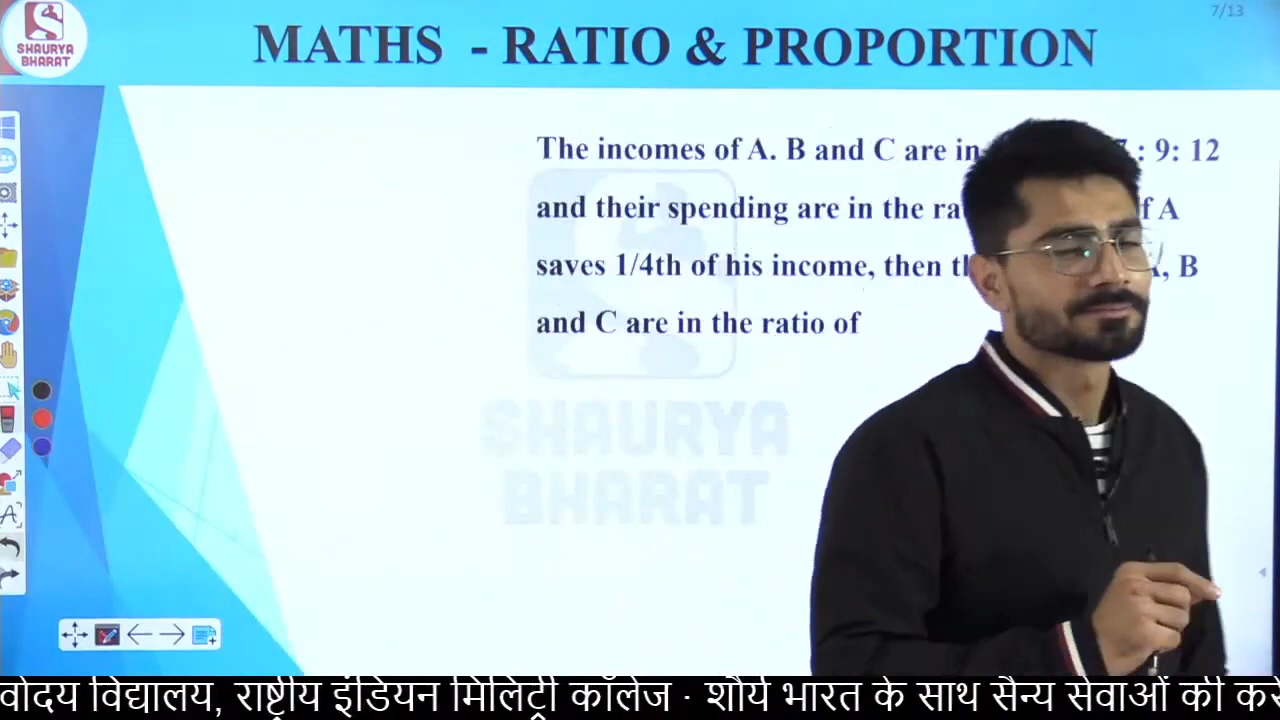 7/13
SHAURYA
BHARAT
MATHS - RATIO & PROPORTION
The incomes of A. B and C are in : 9: 12
and their spending are in the A
saves 1/4th of his income, then , B
and C are in the ratio of
SHAURYA
BHARAT
वोदय विद्यालय, राष्ट्रीय इंडियन मिलिट्री कॉलेज · शौर्य भारत के साथ सैन्य सेवाओं की